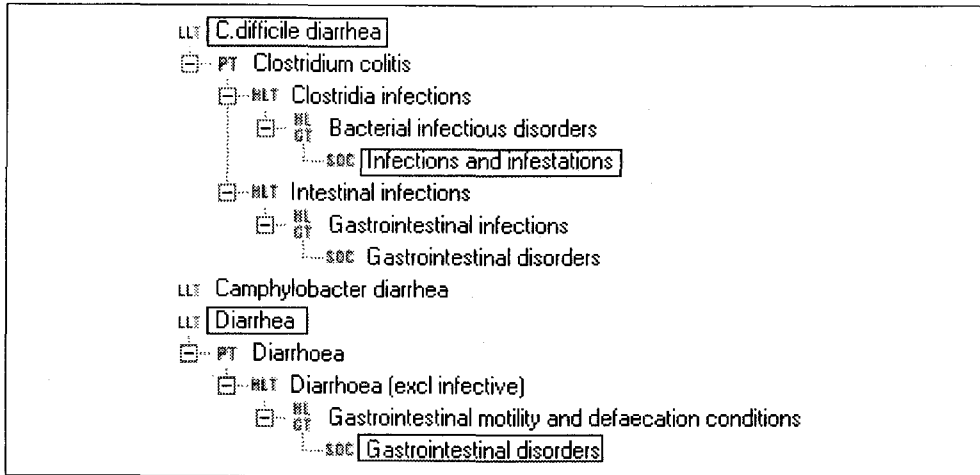 LLT C.difficile diarrhea
PT Clostridium colitis
HLT Clostridia infections
HLGT Bacterial infectious disorders
SOC Infections and infestations
HLT Intestinal infections
HLGT Gastrointestinal infections
SOC Gastrointestinal disorders
LLT Camphylobacter diarrhea
LLT Diarrhea
PT Diarrhoea
HLT Diarrhoea (excl infective)
HLGT Gastrointestinal motility and defaecation conditions
SOC Gastrointestinal disorders